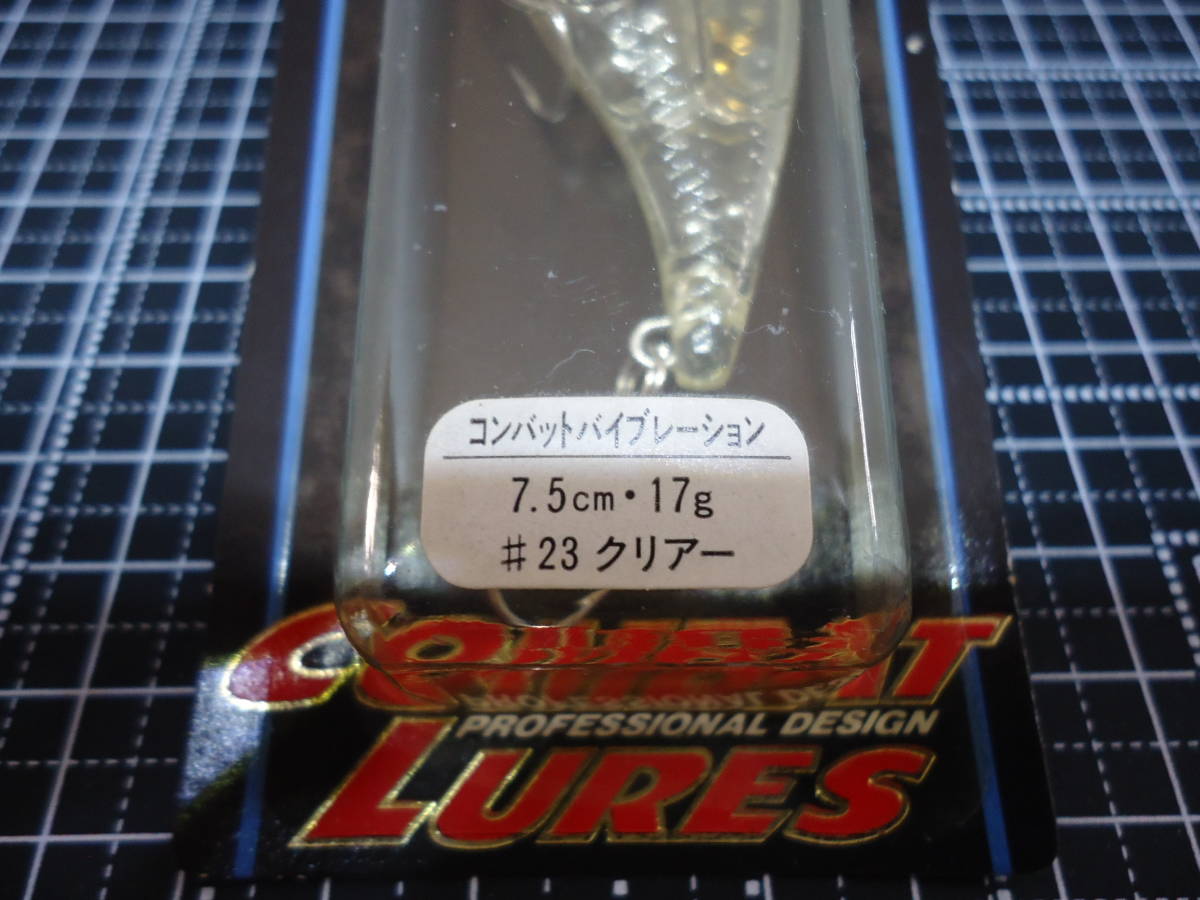 コンバットバイブレーション
7.5cm・17g
#23 クリアー
COMBAT
PROFESSIONAL DESIGN
LURES